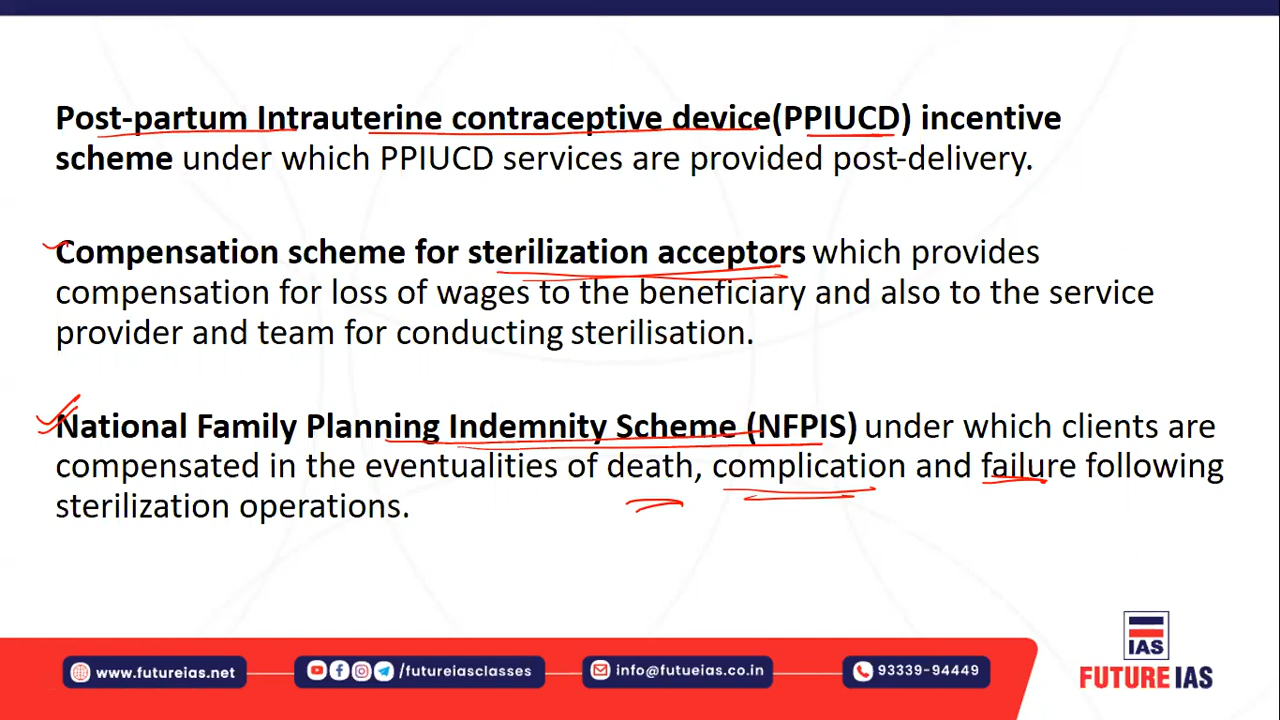 Post-partum Intrauterine contraceptive device(PPIUCD) incentive
scheme under which PPIUCD services are provided post-delivery.
Compensation scheme for sterilization acceptors which provides
compensation for loss of wages to the beneficiary and also to the service
provider and team for conducting sterilisation.
National Family Planning Indemnity Scheme (NFPIS) under which clients are
compensated in the eventualities of death, complication and failure following
sterilization operations.
www.futureias.net
/futureiasclasses
info@futueias.co.in
93339-94449
IAS
FUTURE IAS